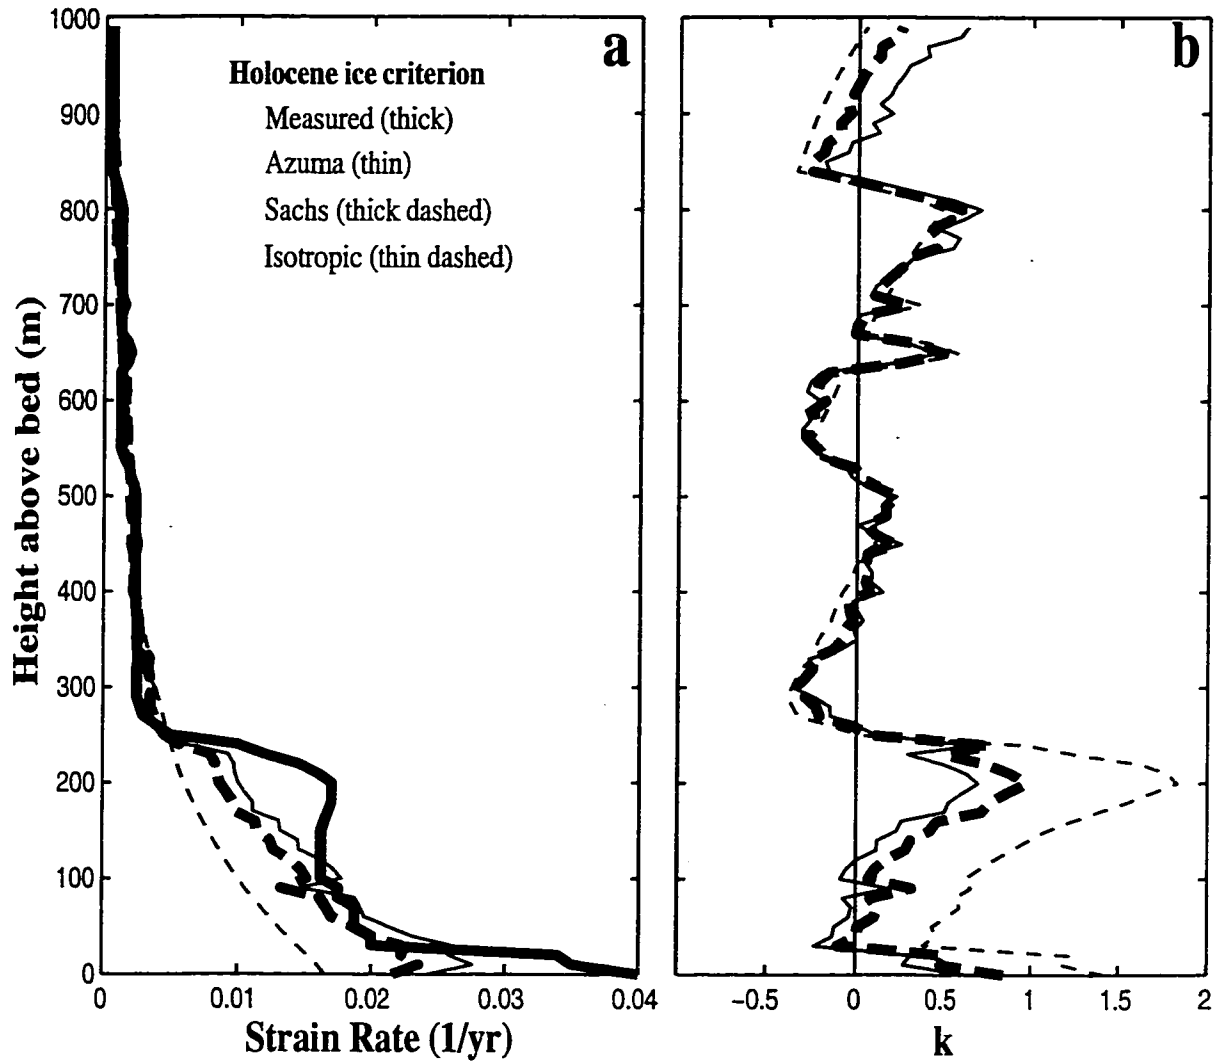 a
b
Holocene ice criterion
Measured (thick)
Azuma (thin)
Sachs (thick dashed)
Isotropic (thin dashed)
Height above bed (m)
1000
900
800
700
600
500
400
300
200
100
0
0 0.01 0.02 0.03 0.04
Strain Rate (1/yr)
−0.5 0 0.5 1 1.5 2
k